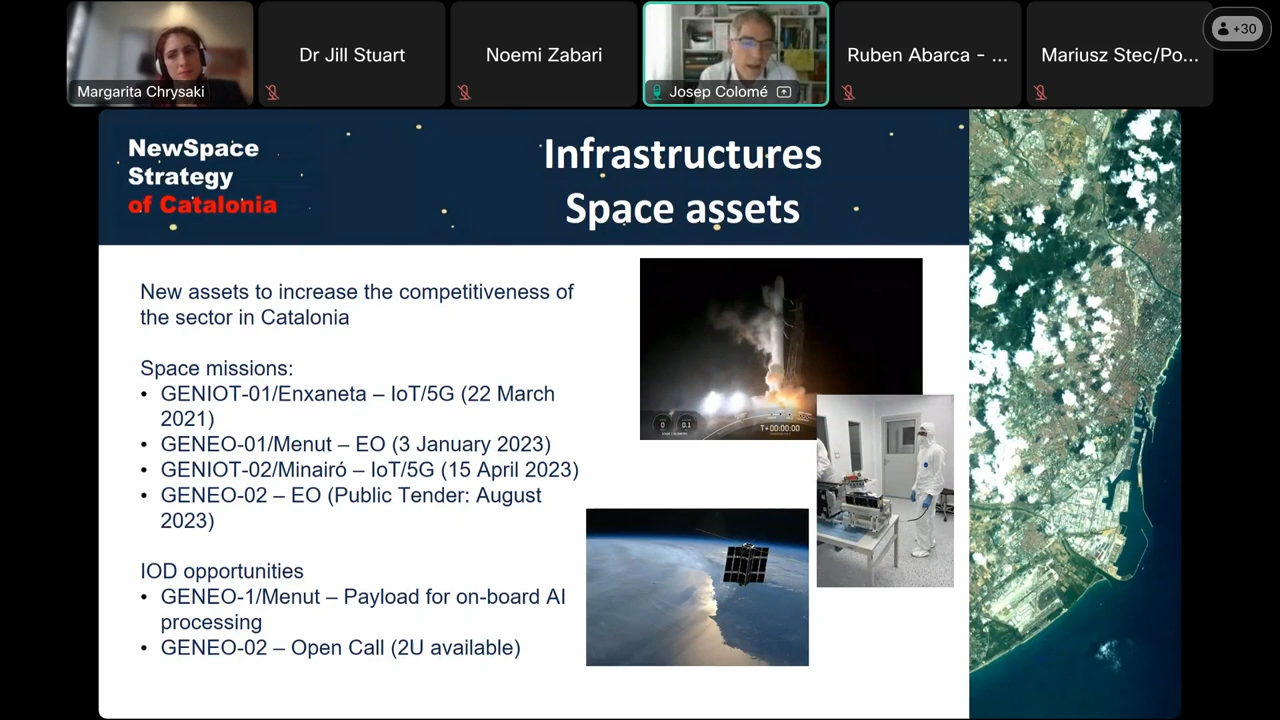 Margarita Chrysaki
Dr Jill Stuart
Noemi Zabari
Josep Colomé
Ruben Abarca - ...
Mariusz Stec/Po...
+30
NewSpace
Strategy
of Catalonia
Infrastructures
Space assets
New assets to increase the competitiveness of
the sector in Catalonia
Space missions:
• GENIOT-01/Enxaneta – IoT/5G (22 March
2021)
• GENEO-01/Menut – EO (3 January 2023)
• GENIOT-02/Minairó – IoT/5G (15 April 2023)
• GENEO-02 – EO (Public Tender: August
2023)
IOD opportunities
• GENEO-1/Menut – Payload for on-board AI
processing
• GENEO-02 – Open Call (2U available)
0
0.1
T+00:00:00